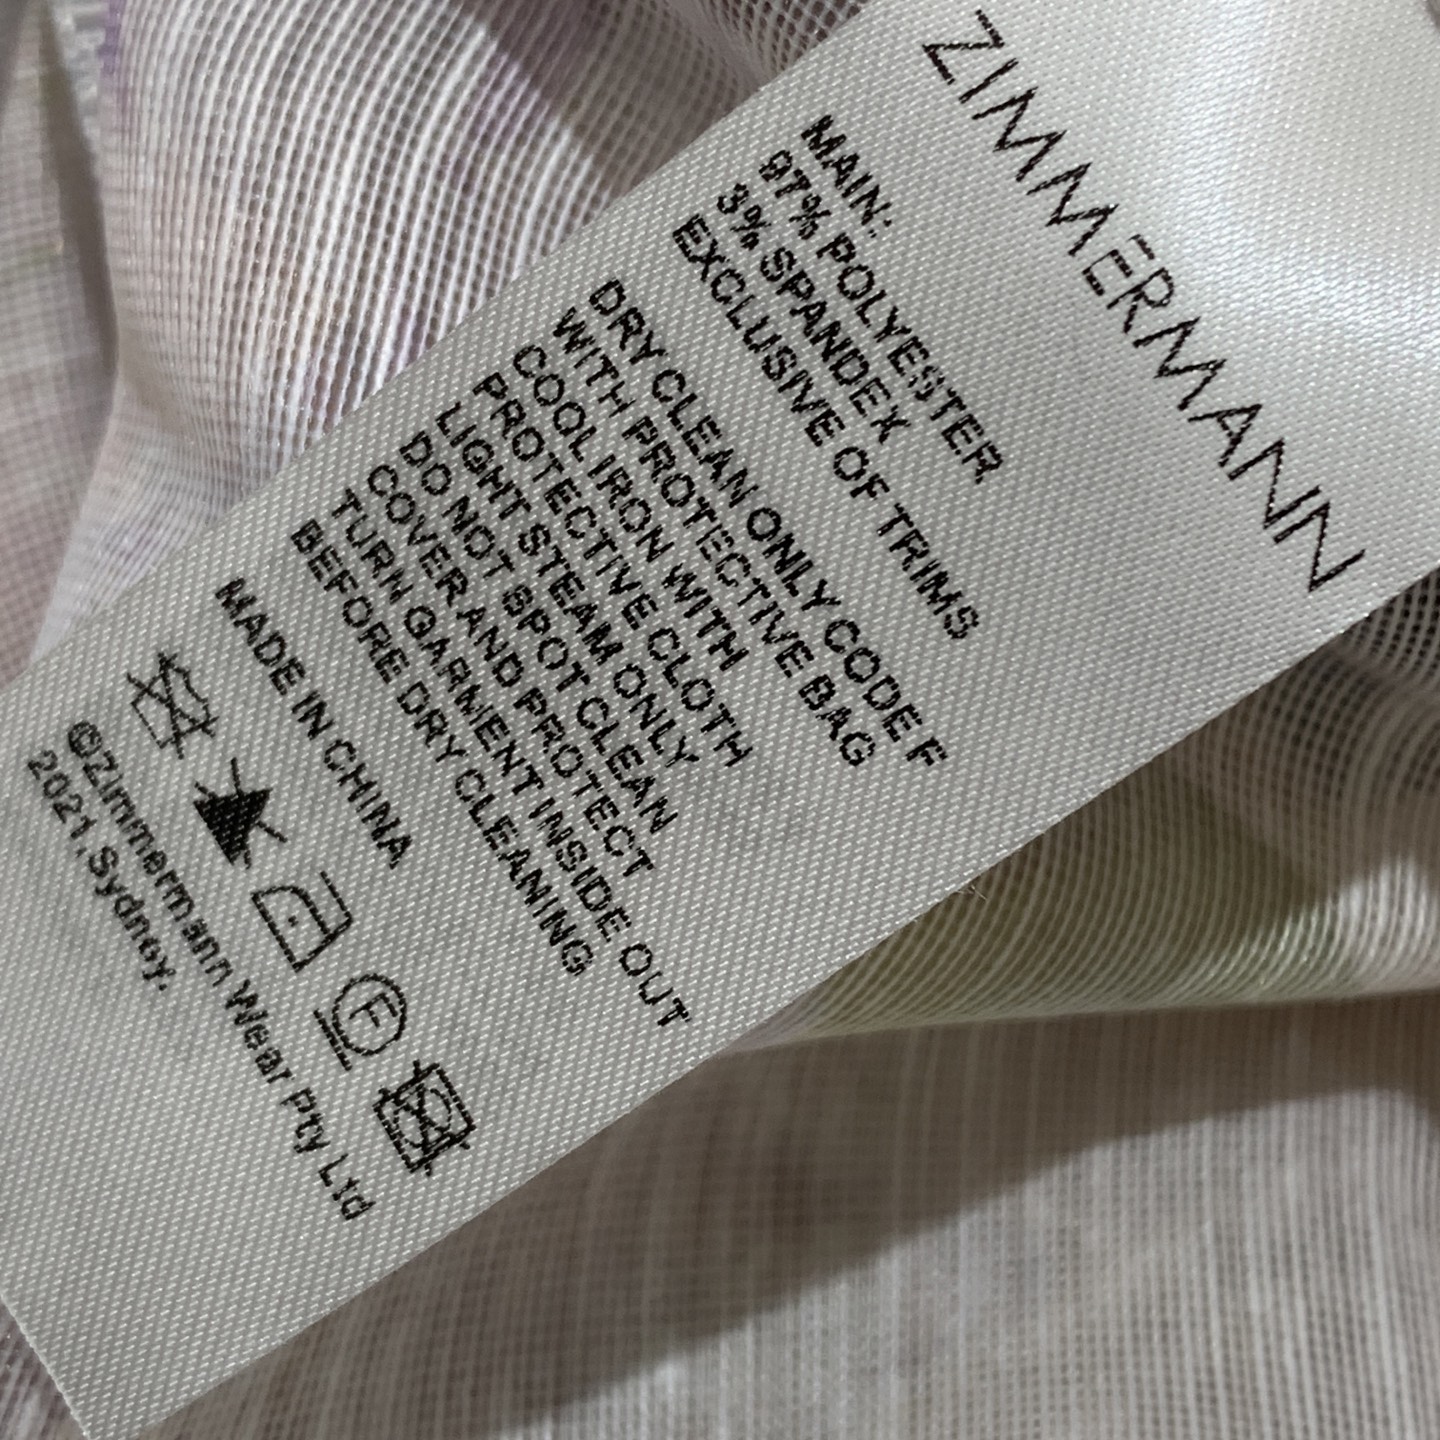 ZIMMERMANN
MAIN:
97% POLYESTER
3% SPANDEX
EXCLUSIVE OF TRIMS
DRY CLEAN ONLY CODE F
WITH PROTECTIVE BAG
COOL IRON WITH
PROTECTIVE CLOTH
LIGHT STEAM ONLY
DO NOT SPOT CLEAN
COVER AND PROTECT
TURN GARMENT INSIDE OUT
BEFORE DRY CLEANING
MADE IN CHINA
F
©Zimmermann Wear Pty Ltd
2021, Sydney.